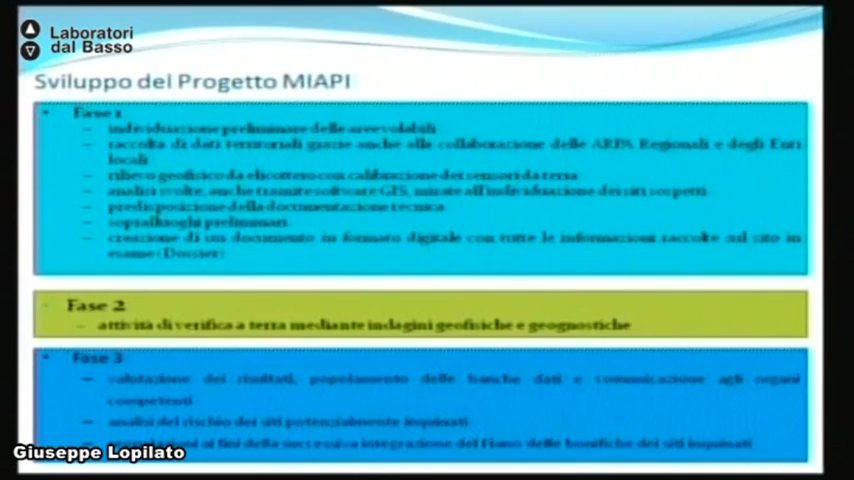 Laboratori
dal Basso
Sviluppo del Progetto MIAPI
• Fase 1
– individuazione preliminare delle aree volabili
– raccolta di dati territoriali grazie anche alla collaborazione delle ARPA Regionali e degli Enti
locali
– rilievo geofisico da elicottero con calibrazione dei sensori da terra
– analisi svolte, anche tramite software GIS, mirate all'individuazione dei siti sospetti
– predisposizione della documentazione tecnica
– sopralluoghi preliminari
– creazione di un documento in formato digitale con tutte le informazioni raccolte sul sito in
esame (Dossier)
• Fase 2
– attività di verifica a terra mediante indagini geofisiche e geognostiche
• Fase 3
– valutazione dei risultati, popolamento delle banche dati e comunicazione agli organi
competenti
– analisi del rischio dei siti potenzialmente inquinati
– segnalazioni ai fini della successiva integrazione del Piano delle bonifiche dei siti inquinati
Giuseppe Lopilato